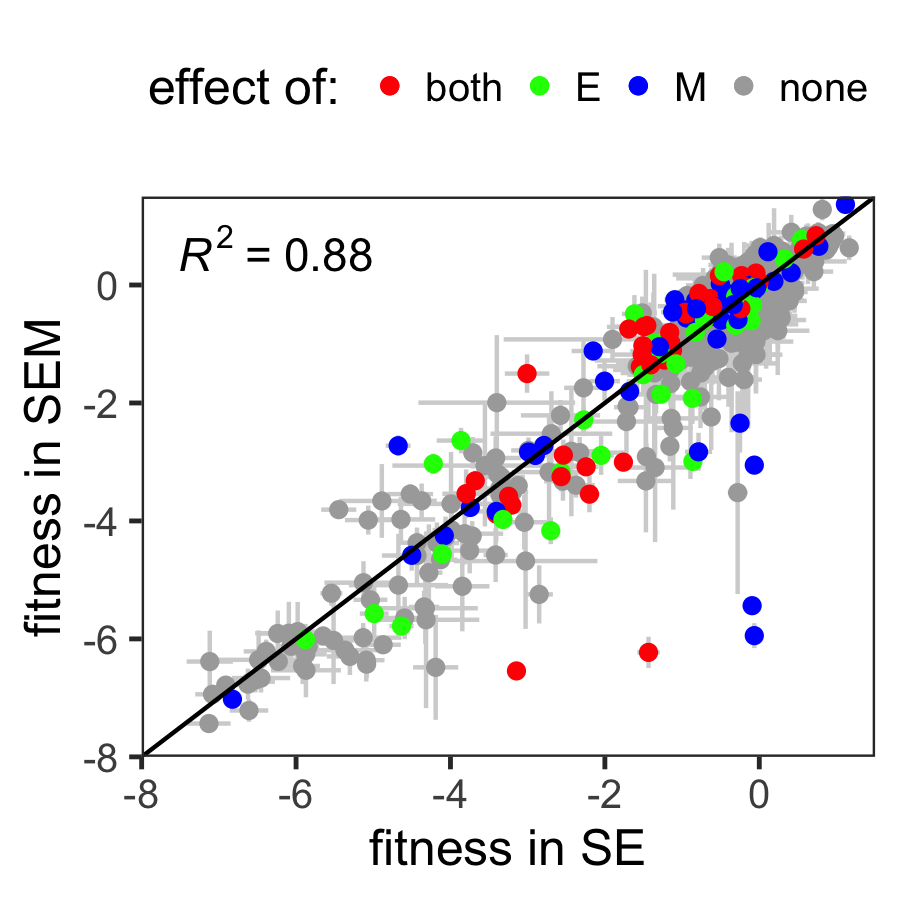 effect of: both E M none
R² = 0.88
fitness in SEM
0
-2
-4
-6
-8
-8 -6 -4 -2 0
fitness in SE